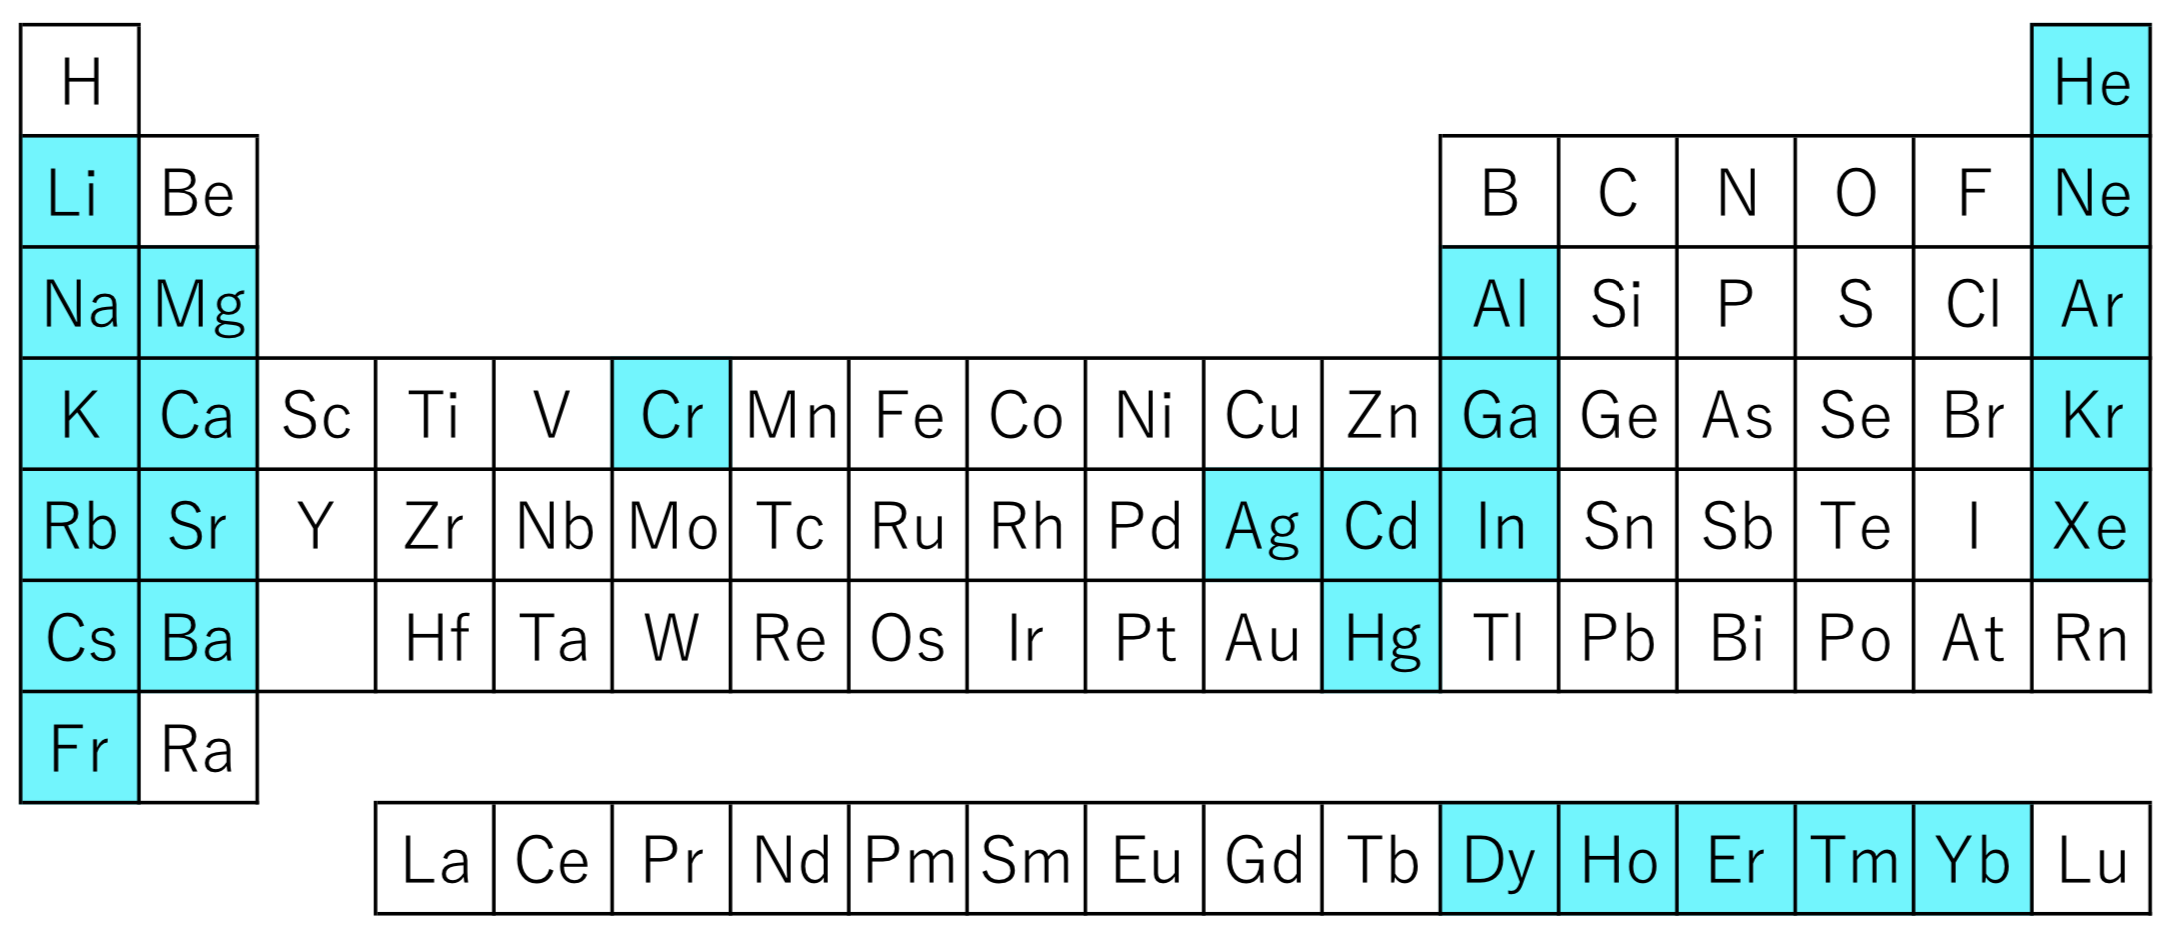 H He
Li Be B C N O F Ne
Na Mg Al Si P S Cl Ar
K Ca Sc Ti V Cr Mn Fe Co Ni Cu Zn Ga Ge As Se Br Kr
Rb Sr Y Zr Nb Mo Tc Ru Rh Pd Ag Cd In Sn Sb Te I Xe
Cs Ba Hf Ta W Re Os Ir Pt Au Hg Tl Pb Bi Po At Rn
Fr Ra
La Ce Pr Nd Pm Sm Eu Gd Tb Dy Ho Er Tm Yb Lu